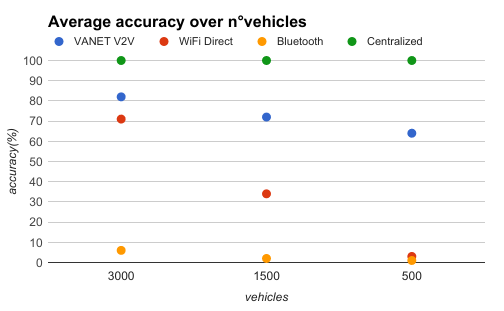 Average accuracy over n°vehicles
VANET V2V WiFi Direct Bluetooth Centralized
100
90
80
70
60
50
40
30
20
10
0
accuracy(%)
3000 1500 500
vehicles